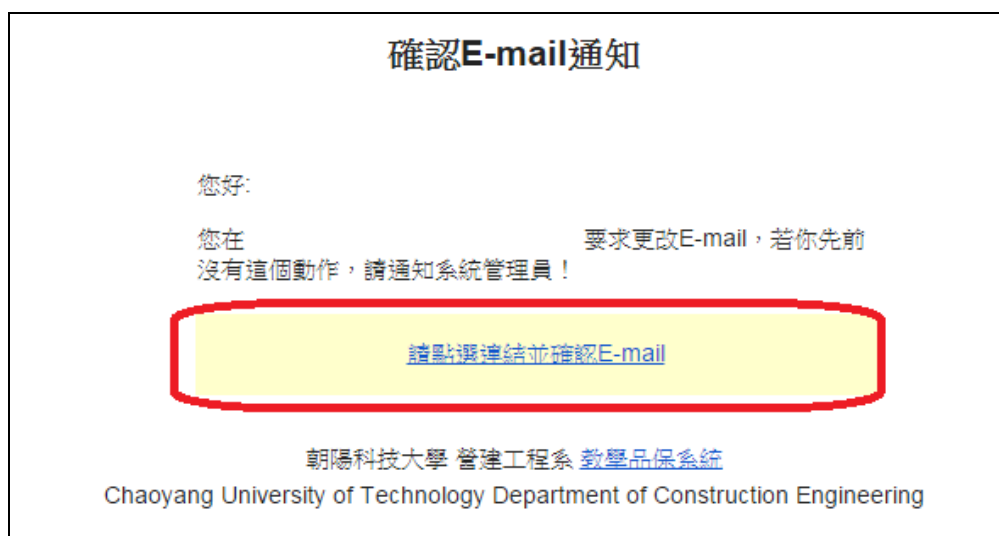 確認E-mail通知
您好:
您在 要求更改E-mail，若你先前
沒有這個動作，請通知系統管理員！
請點選連結並確認E-mail
朝陽科技大學 營建工程系 教學品保系統
Chaoyang University of Technology Department of Construction Engineering